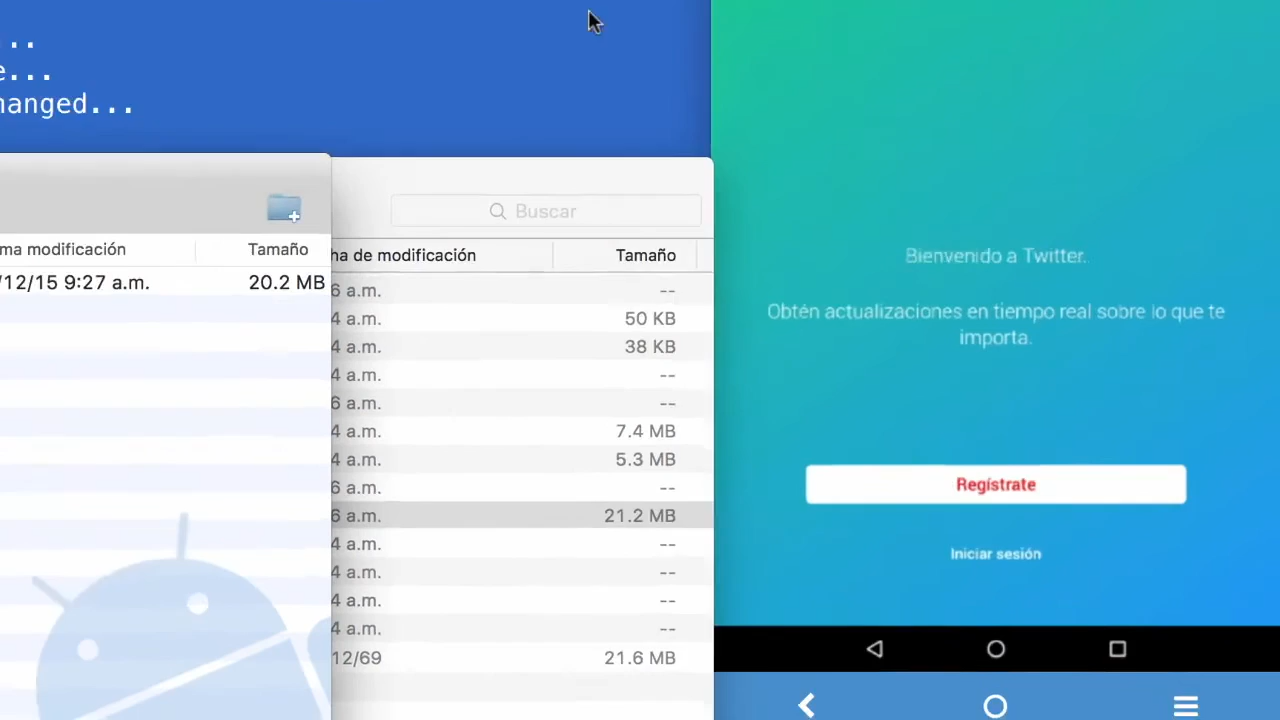 ...
e...
hanged...
Buscar
ma modificación Tamaño
/12/15 9:27 a.m. 20.2 MB
ha de modificación Tamaño
6 a.m. --
4 a.m. 50 KB
4 a.m. 38 KB
4 a.m. --
6 a.m. --
4 a.m. 7.4 MB
4 a.m. 5.3 MB
6 a.m. --
6 a.m. 21.2 MB
4 a.m. --
4 a.m. --
4 a.m. --
4 a.m. --
12/69 21.6 MB
Bienvenido a Twitter.
Obtén actualizaciones en tiempo real sobre lo que te
importa.
Regístrate
Iniciar sesión